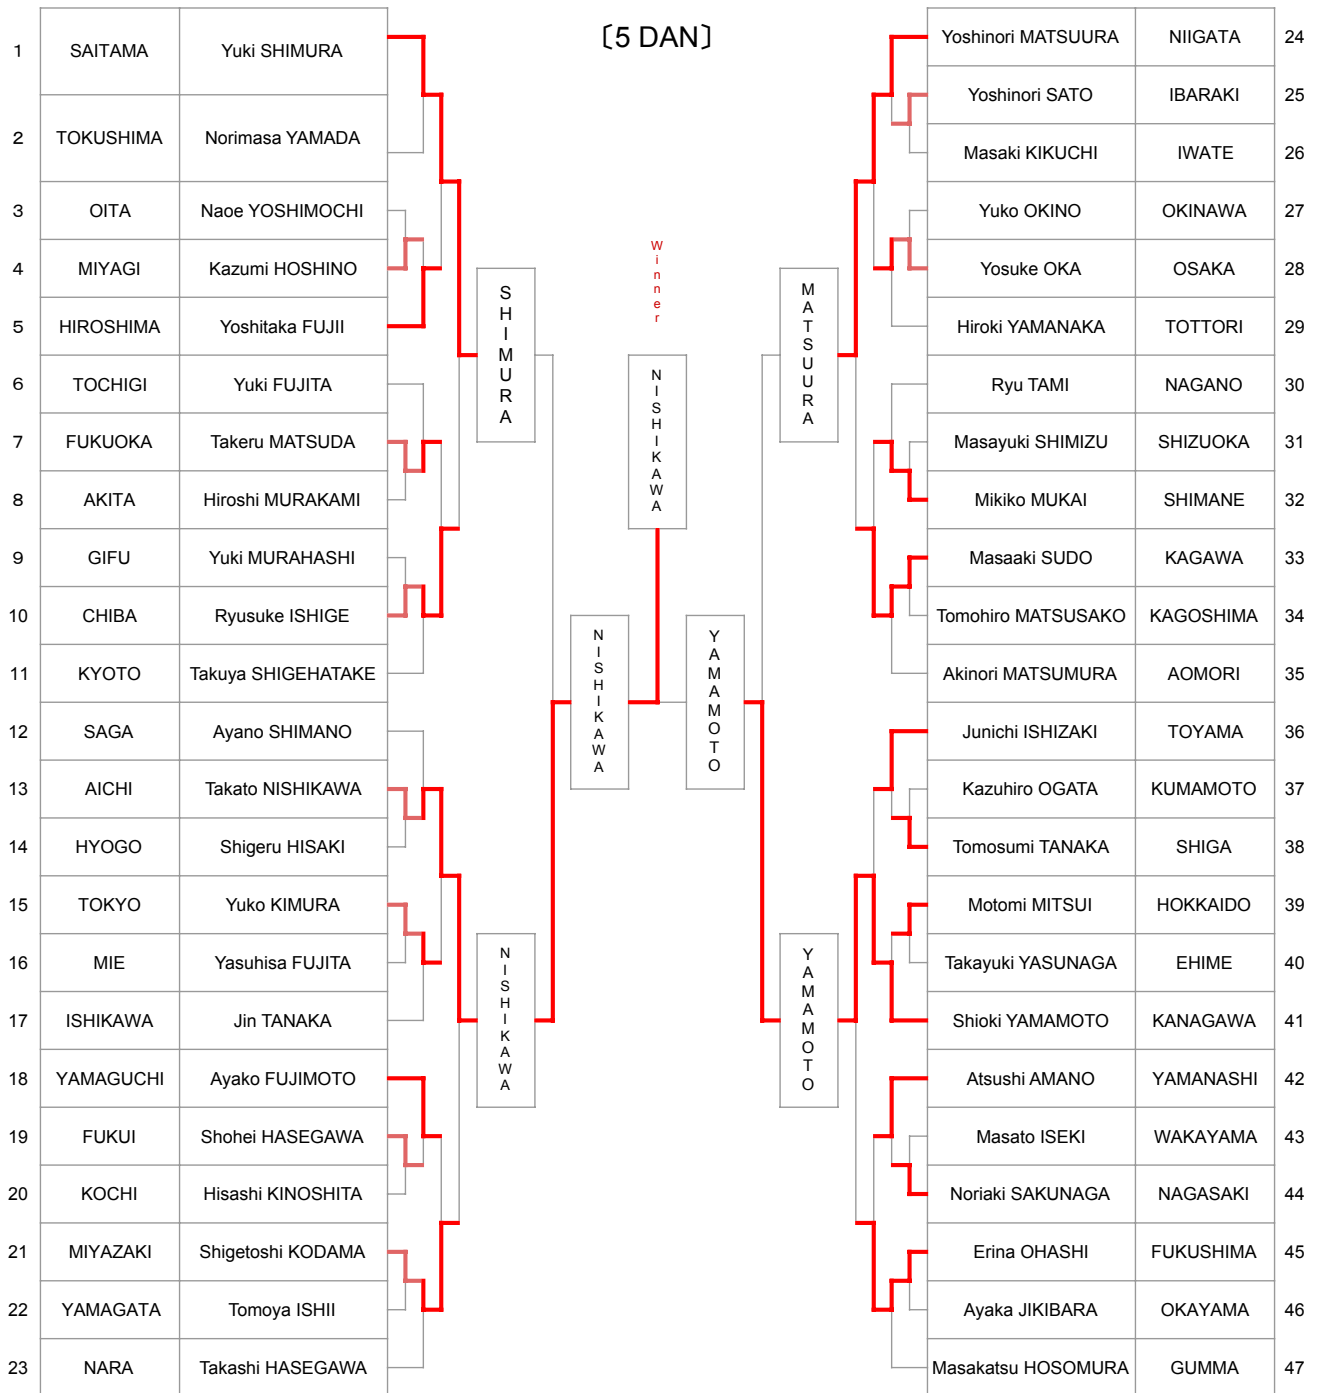 〔5 DAN〕
1 SAITAMA Yuki SHIMURA
2 TOKUSHIMA Norimasa YAMADA
3 OITA Naoe YOSHIMOCHI
4 MIYAGI Kazumi HOSHINO
5 HIROSHIMA Yoshitaka FUJII
6 TOCHIGI Yuki FUJITA
7 FUKUOKA Takeru MATSUDA
8 AKITA Hiroshi MURAKAMI
9 GIFU Yuki MURAHASHI
10 CHIBA Ryusuke ISHIGE
11 KYOTO Takuya SHIGEHATAKE
12 SAGA Ayano SHIMANO
13 AICHI Takato NISHIKAWA
14 HYOGO Shigeru HISAKI
15 TOKYO Yuko KIMURA
16 MIE Yasuhisa FUJITA
17 ISHIKAWA Jin TANAKA
18 YAMAGUCHI Ayako FUJIMOTO
19 FUKUI Shohei HASEGAWA
20 KOCHI Hisashi KINOSHITA
21 MIYAZAKI Shigetoshi KODAMA
22 YAMAGATA Tomoya ISHII
23 NARA Takashi HASEGAWA
SHIMURA
NISHIKAWA
NISHIKAWA
Winner
NISHIKAWA
YAMAMOTO
MATSUURA
YAMAMOTO
Yoshinori MATSUURA NIIGATA 24
Yoshinori SATO IBARAKI 25
Masaki KIKUCHI IWATE 26
Yuko OKINO OKINAWA 27
Yosuke OKA OSAKA 28
Hiroki YAMANAKA TOTTORI 29
Ryu TAMI NAGANO 30
Masayuki SHIMIZU SHIZUOKA 31
Mikiko MUKAI SHIMANE 32
Masaaki SUDO KAGAWA 33
Tomohiro MATSUSAKO KAGOSHIMA 34
Akinori MATSUMURA AOMORI 35
Junichi ISHIZAKI TOYAMA 36
Kazuhiro OGATA KUMAMOTO 37
Tomosumi TANAKA SHIGA 38
Motomi MITSUI HOKKAIDO 39
Takayuki YASUNAGA EHIME 40
Shioki YAMAMOTO KANAGAWA 41
Atsushi AMANO YAMANASHI 42
Masato ISEKI WAKAYAMA 43
Noriaki SAKUNAGA NAGASAKI 44
Erina OHASHI FUKUSHIMA 45
Ayaka JIKIBARA OKAYAMA 46
Masakatsu HOSOMURA GUMMA 47